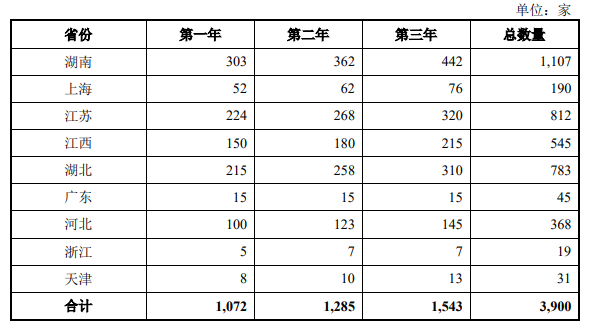 单位：家
省份 第一年 第二年 第三年 总数量
湖南 303 362 442 1,107
上海 52 62 76 190
江苏 224 268 320 812
江西 150 180 215 545
湖北 215 258 310 783
广东 15 15 15 45
河北 100 123 145 368
浙江 5 7 7 19
天津 8 10 13 31
合计 1,072 1,285 1,543 3,900